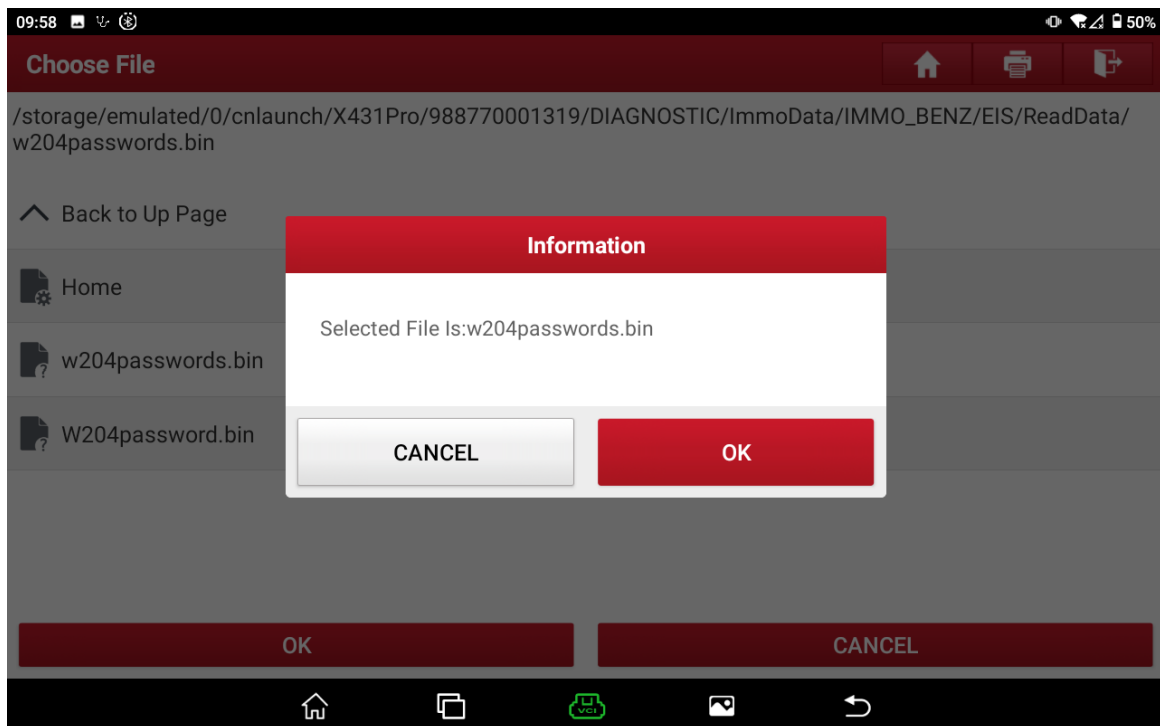 09:58 50%
Choose File
/storage/emulated/0/cnlaunch/X431Pro/988770001319/DIAGNOSTIC/ImmoData/IMMO_BENZ/EIS/ReadData/
w204passwords.bin
Back to Up Page
Information
Home
Selected File Is:w204passwords.bin
w204passwords.bin
W204password.bin
CANCEL OK
OK CANCEL
VCI